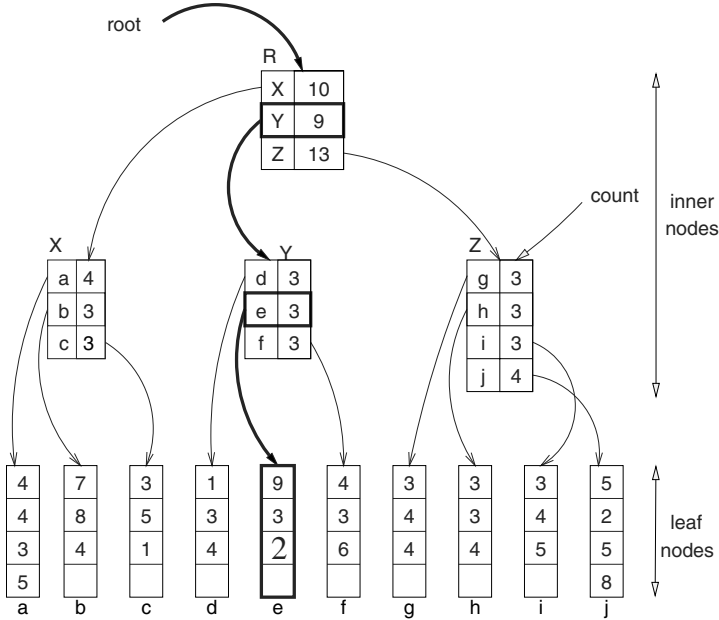 root
R
X 10
Y 9
Z 13
count
inner
nodes
X
a 4
b 3
c 3
Y
d 3
e 3
f 3
Z
g 3
h 3
i 3
j 4
4 7 3 1 9 4 3 3 3 5
4 8 5 3 3 3 4 3 4 2
3 4 1 4 2 6 4 4 5 5
5 8
leaf
nodes
a b c d e f g h i j